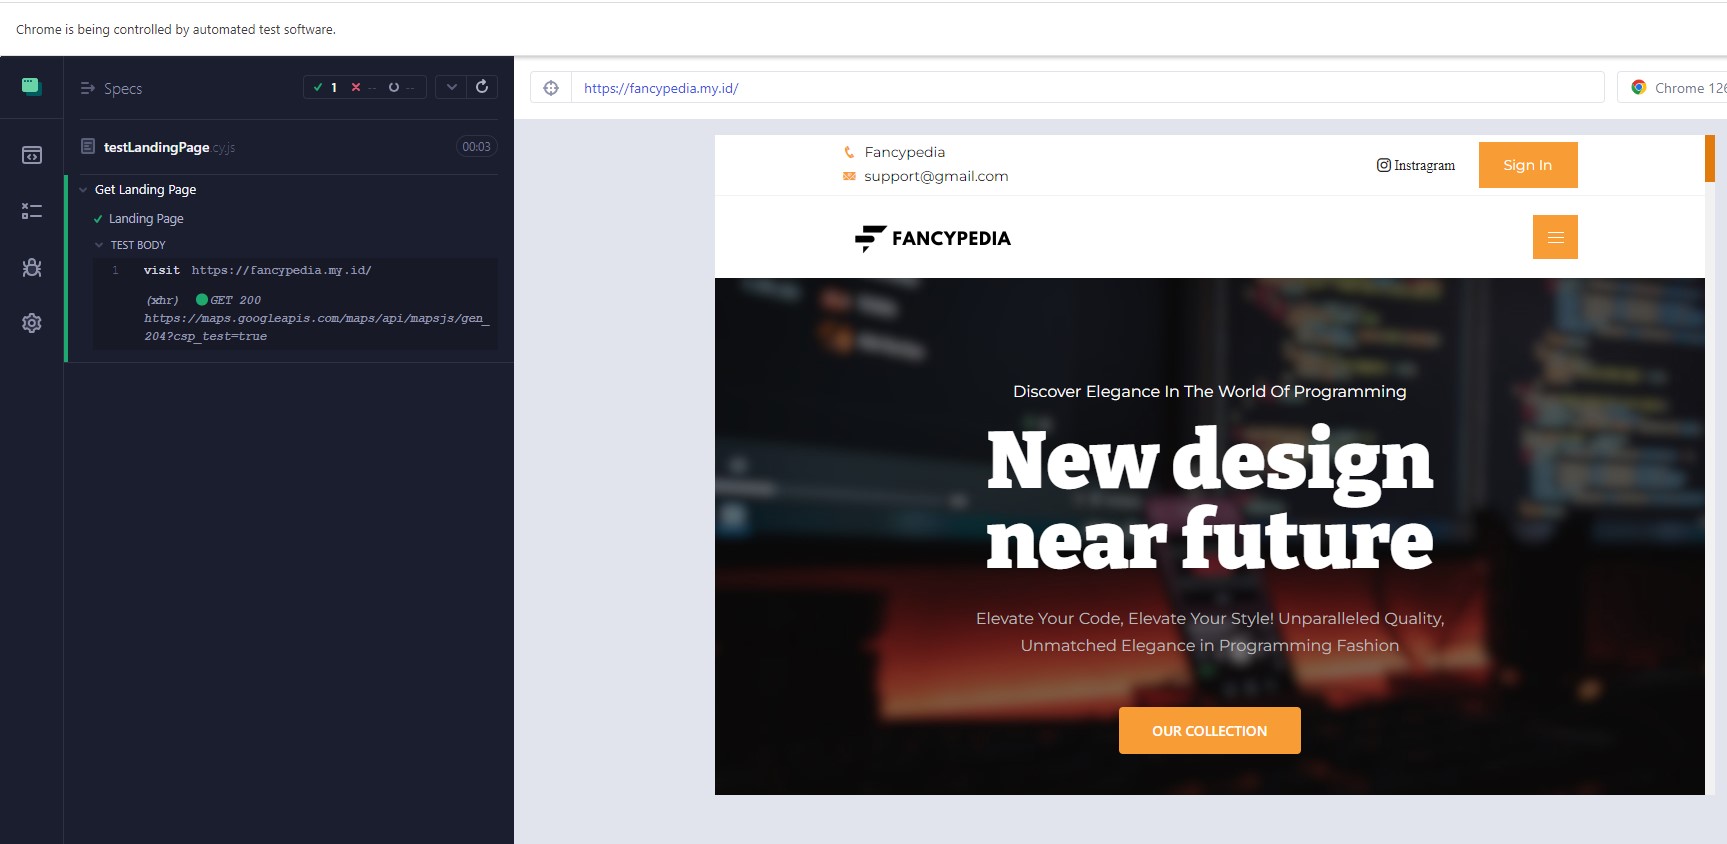 Chrome is being controlled by automated test software.
Specs
1 -- --
testLandingPage.cy.js 00:03
Get Landing Page
Landing Page
TEST BODY
1 visit https://fancypedia.my.id/
(xhr) GET 200
https://maps.googleapis.com/maps/api/mapsjs/gen_
204?csp_test=true
https://fancypedia.my.id/
Chrome 126
Fancypedia
support@gmail.com
Instragram
Sign In
FANCYPEDIA
Discover Elegance In The World Of Programming
New design
near future
Elevate Your Code, Elevate Your Style! Unparalleled Quality,
Unmatched Elegance in Programming Fashion
OUR COLLECTION